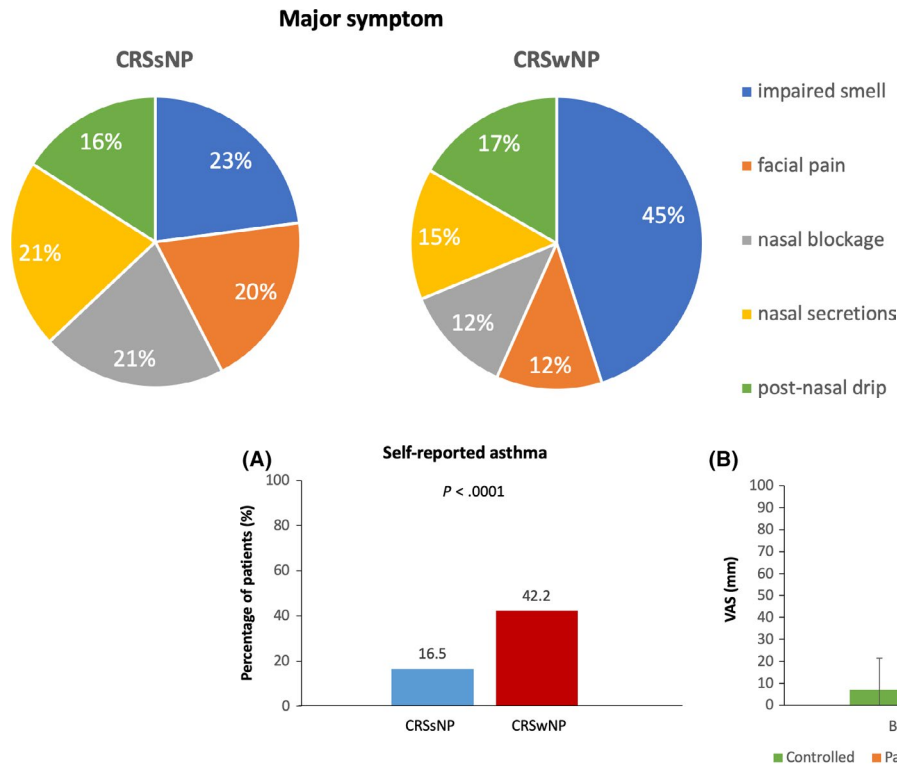 Major symptom
CRSsNP
CRSwNP
16%
23%
21%
20%
21%
17%
45%
15%
12%
12%
impaired smell
facial pain
nasal blockage
nasal secretions
post-nasal drip
(A)
Self-reported asthma
P < .0001
Percentage of patients (%)
100
80
60
40
20
0
16.5
42.2
CRSsNP
CRSwNP
(B)
VAS (mm)
100
90
80
70
60
50
40
30
20
10
0
B
Controlled
Pa